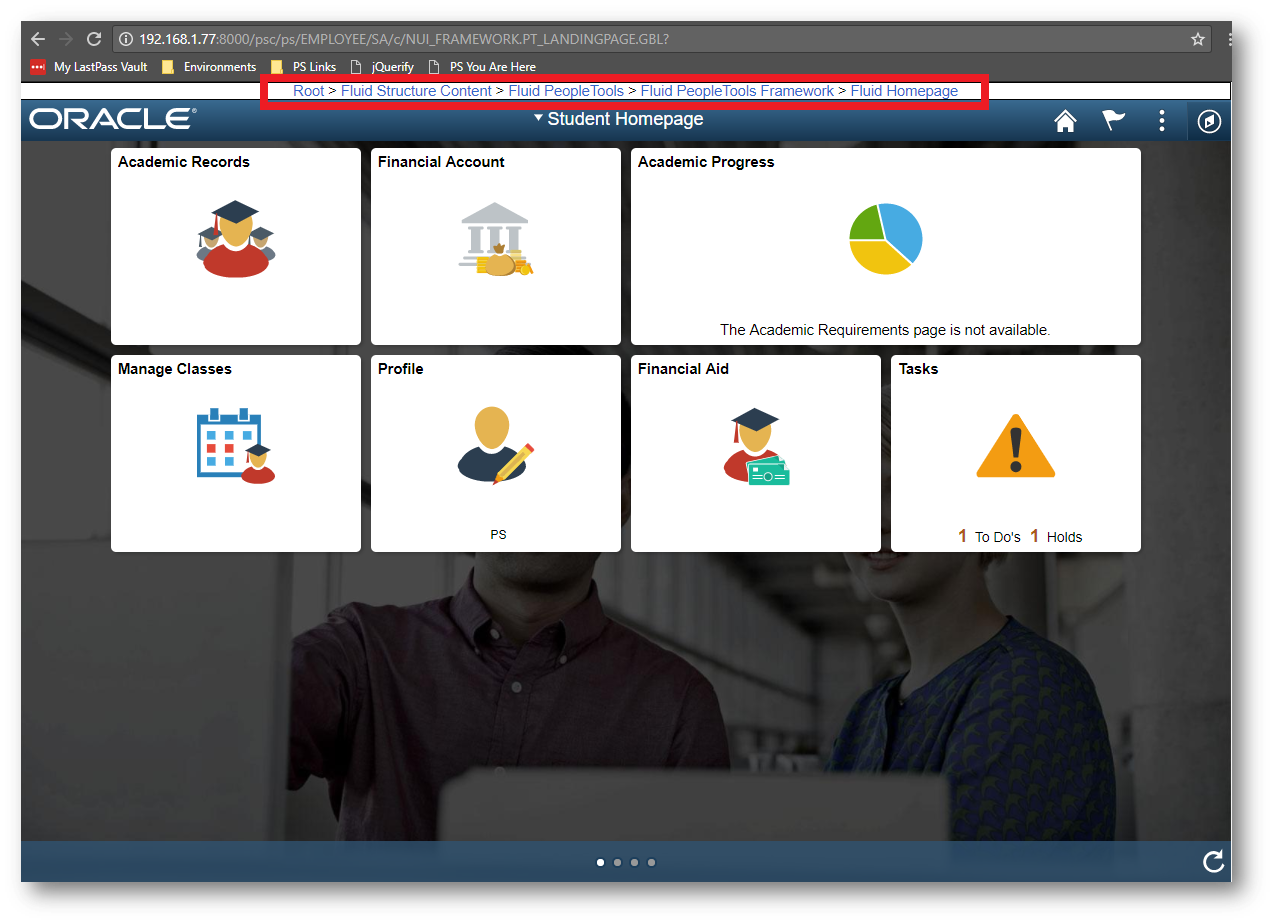 192.168.1.77:8000/psc/ps/EMPLOYEE/SA/c/NUI_FRAMEWORK.PT_LANDINGPAGE.GBL?
My LastPass Vault Environments PS Links jQuerify PS You Are Here
Root > Fluid Structure Content > Fluid PeopleTools > Fluid PeopleTools Framework > Fluid Homepage
ORACLE® Student Homepage
Academic Records Financial Account Academic Progress
The Academic Requirements page is not available.
Manage Classes Profile Financial Aid Tasks
PS 1 To Do's 1 Holds